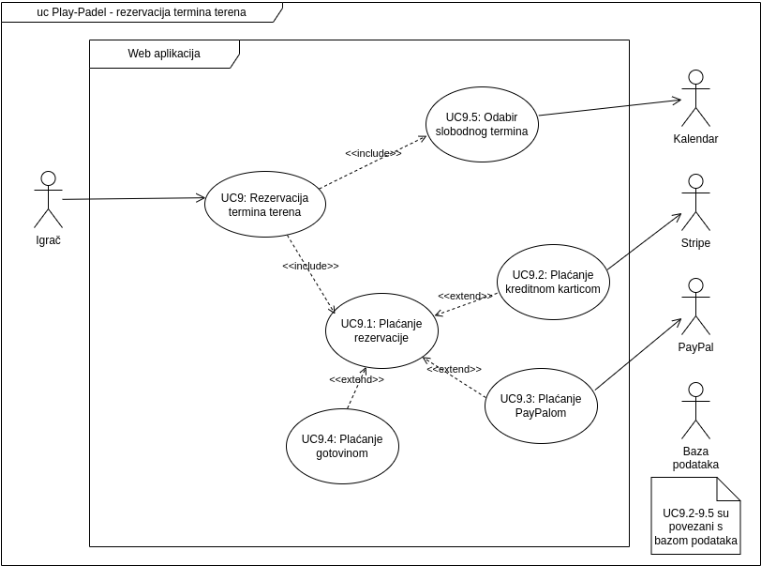 uc Play-Padel - rezervacija termina terena
Web aplikacija
UC9.5: Odabir
slobodnog termina
Kalendar
<<include>>
UC9: Rezervacija
termina terena
Igrač
Stripe
<<include>>
UC9.2: Plaćanje
kreditnom karticom
<<extend>>
UC9.1: Plaćanje
rezervacije
PayPal
<<extend>>
<<extend>>
UC9.3: Plaćanje
PayPalom
UC9.4: Plaćanje
gotovinom
Baza
podataka
UC9.2-9.5 su
povezani s
bazom podataka